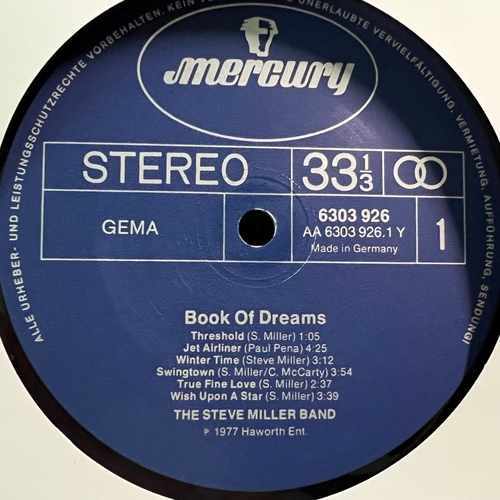 ALLE URHEBER- UND LEISTUNGSSCHUTZRECHTE VORBEHALTEN. KEIN
UNERLAUBTE VERVIELFÄLTIGUNG, VERMIETUNG, AUFFÜHRUNG, SENDUNG!
mercury
STEREO
33 1/3
GEMA
6303 926
AA 6303 926.1 Y
Made in Germany
1
Book Of Dreams
Threshold (S. Miller) 1:05
Jet Airliner (Paul Pena) 4:25
Winter Time (Steve Miller) 3:12
Swingtown (S. Miller/C. McCarty) 3:54
True Fine Love (S. Miller) 2:37
Wish Upon A Star (S. Miller) 3:39
THE STEVE MILLER BAND
℗ 1977 Haworth Ent.